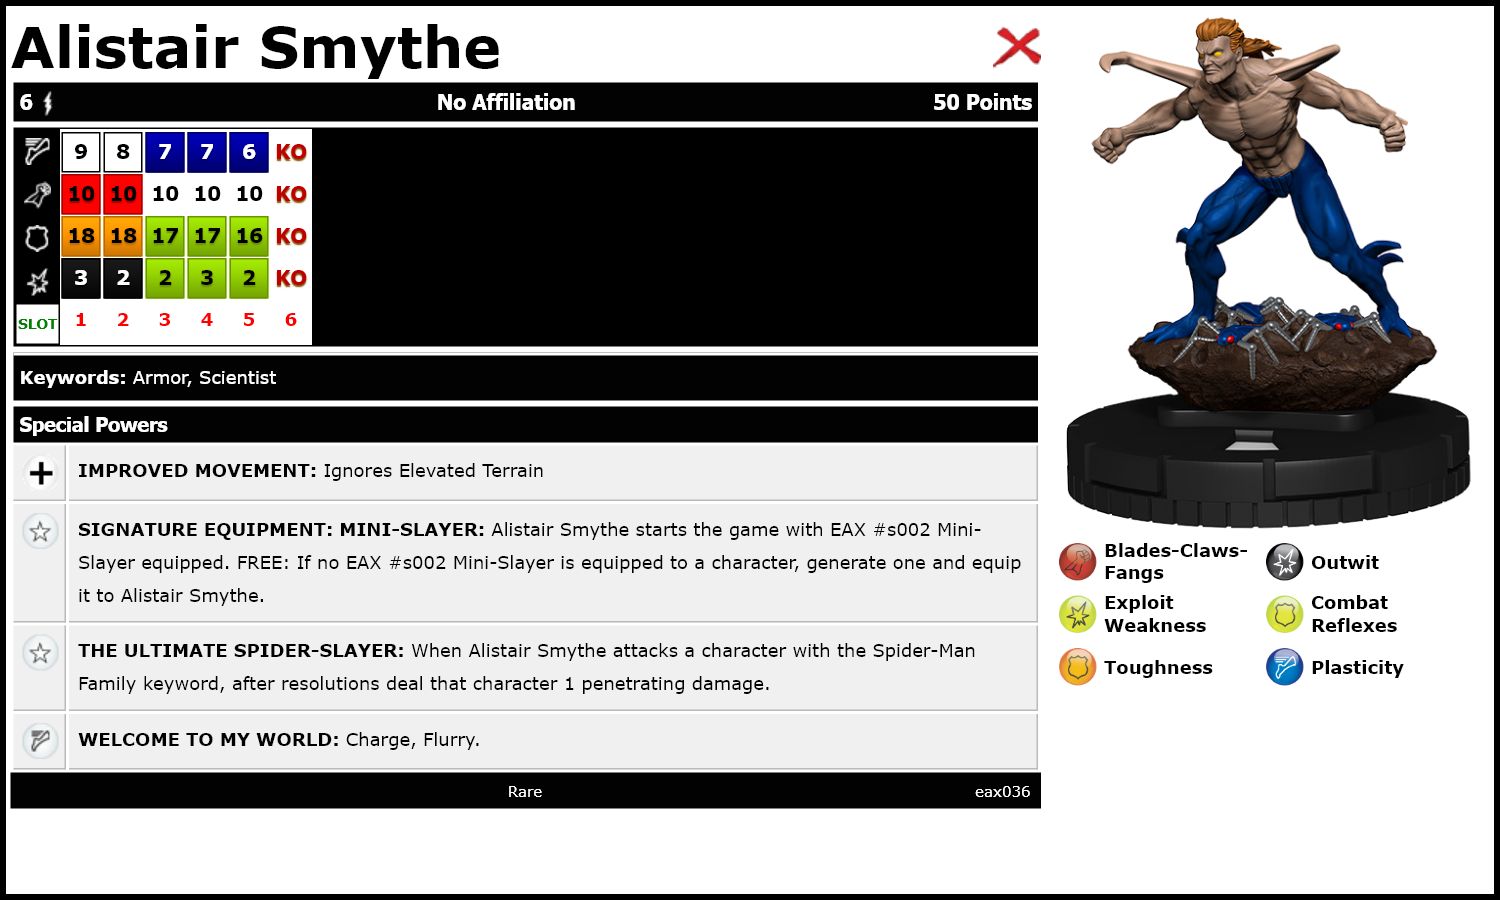 Alistair Smythe
6 No Affiliation 50 Points
9 8 7 7 6 KO
10 10 10 10 10 KO
18 18 17 17 16 KO
3 2 2 3 2 KO
SLOT 1 2 3 4 5 6
Keywords: Armor, Scientist
Special Powers
IMPROVED MOVEMENT: Ignores Elevated Terrain
SIGNATURE EQUIPMENT: MINI-SLAYER: Alistair Smythe starts the game with EAX #s002 Mini-
Slayer equipped. FREE: If no EAX #s002 Mini-Slayer is equipped to a character, generate one and equip
it to Alistair Smythe.
THE ULTIMATE SPIDER-SLAYER: When Alistair Smythe attacks a character with the Spider-Man
Family keyword, after resolutions deal that character 1 penetrating damage.
WELCOME TO MY WORLD: Charge, Flurry.
Rare eax036
Blades-Claws-
Fangs
Outwit
Exploit
Weakness
Combat
Reflexes
Toughness
Plasticity